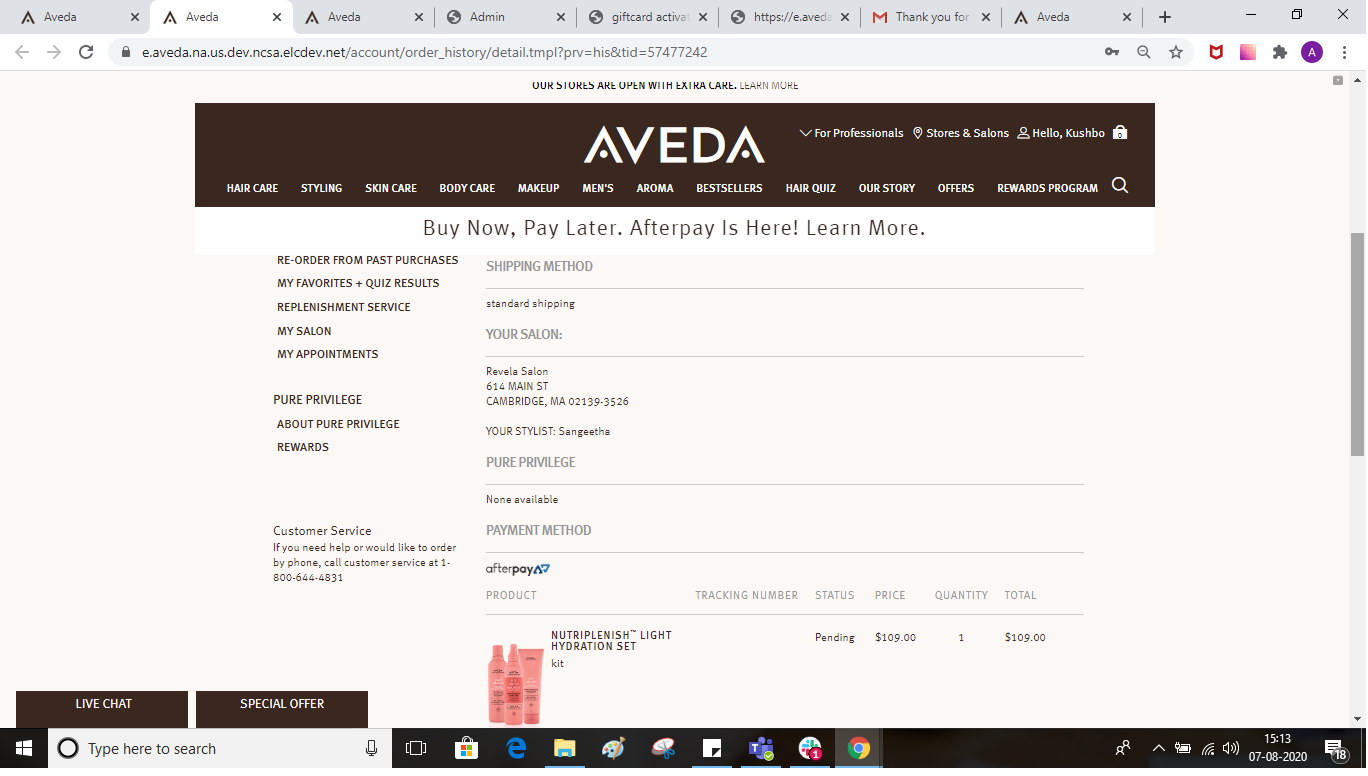 Aveda
Aveda
Aveda
Admin
giftcard activat
https://e.aveda
Thank you for
Aveda
e.aveda.na.us.dev.ncsa.elcdev.net/account/order_history/detail.tmpl?prv=his&tid=57477242
A
OUR STORES ARE OPEN WITH EXTRA CARE. LEARN MORE
AVEDA
For Professionals
Stores & Salons
Hello, Kushbo
0
HAIR CARE
STYLING
SKIN CARE
BODY CARE
MAKEUP
MEN'S
AROMA
BESTSELLERS
HAIR QUIZ
OUR STORY
OFFERS
REWARDS PROGRAM
Buy Now, Pay Later. Afterpay Is Here! Learn More.
RE-ORDER FROM PAST PURCHASES
MY FAVORITES + QUIZ RESULTS
REPLENISHMENT SERVICE
MY SALON
MY APPOINTMENTS
PURE PRIVILEGE
ABOUT PURE PRIVILEGE
REWARDS
Customer Service
If you need help or would like to order
by phone, call customer service at 1-
800-644-4831
SHIPPING METHOD
standard shipping
YOUR SALON:
Revela Salon
614 MAIN ST
CAMBRIDGE, MA 02139-3526
YOUR STYLIST: Sangeetha
PURE PRIVILEGE
None available
PAYMENT METHOD
afterpay
PRODUCT
TRACKING NUMBER
STATUS
PRICE
QUANTITY
TOTAL
NUTRIPLENISH™ LIGHT
HYDRATION SET
kit
Pending
$109.00
1
$109.00
LIVE CHAT
SPECIAL OFFER
Type here to search
1
15:13
07-08-2020
18